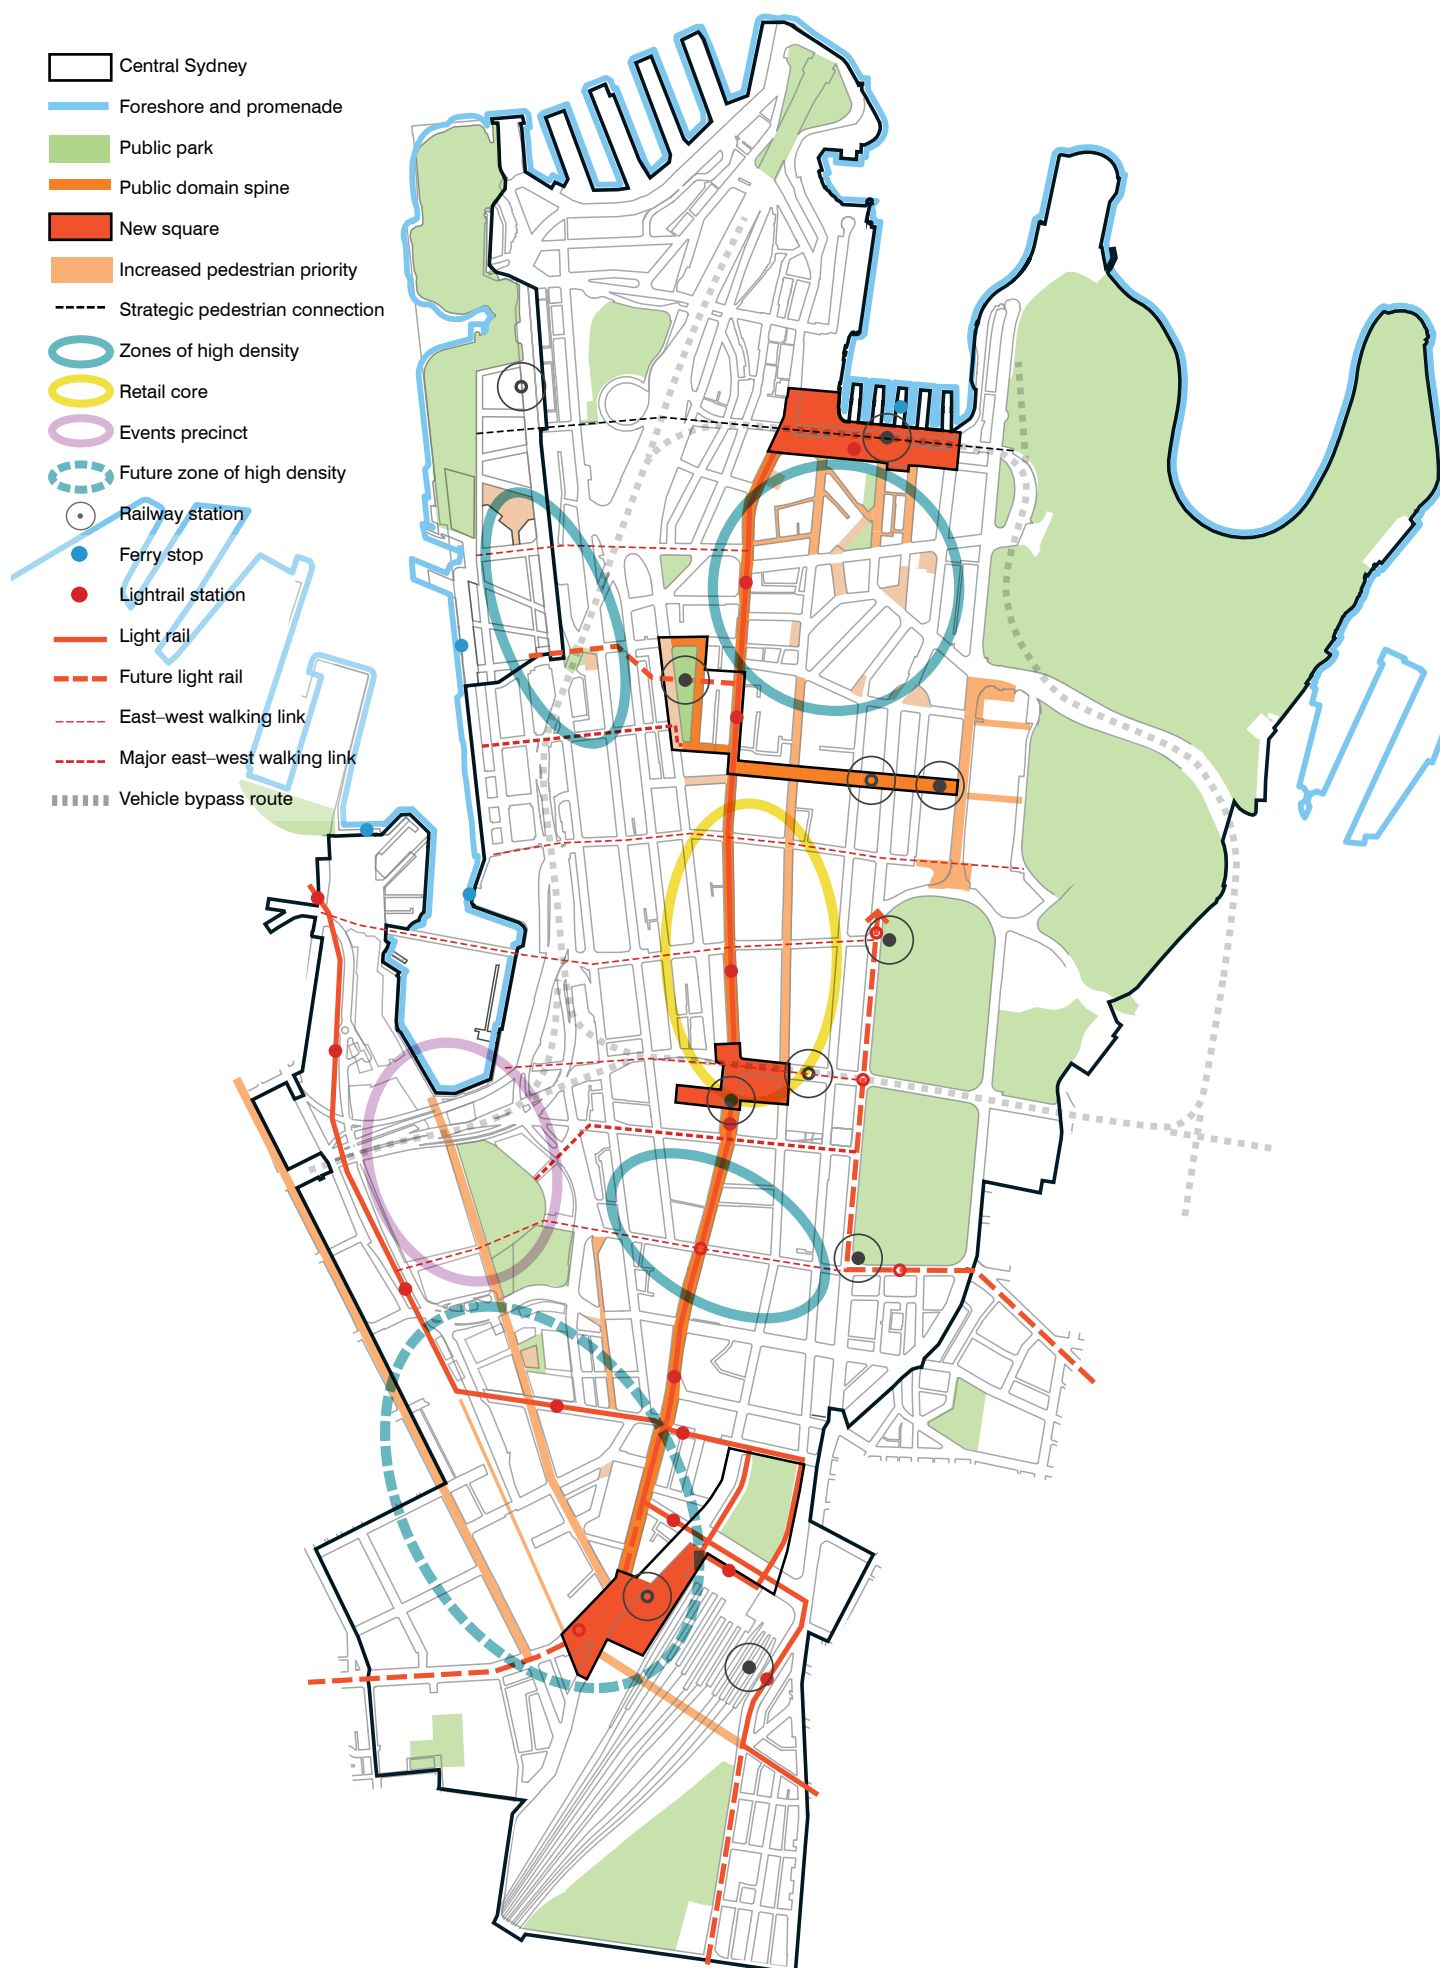 Central Sydney
Foreshore and promenade
Public park
Public domain spine
New square
Increased pedestrian priority
Strategic pedestrian connection
Zones of high density
Retail core
Events precinct
Future zone of high density
Railway station
Ferry stop
Lightrail station
Light rail
Future light rail
East–west walking link
Major east–west walking link
Vehicle bypass route